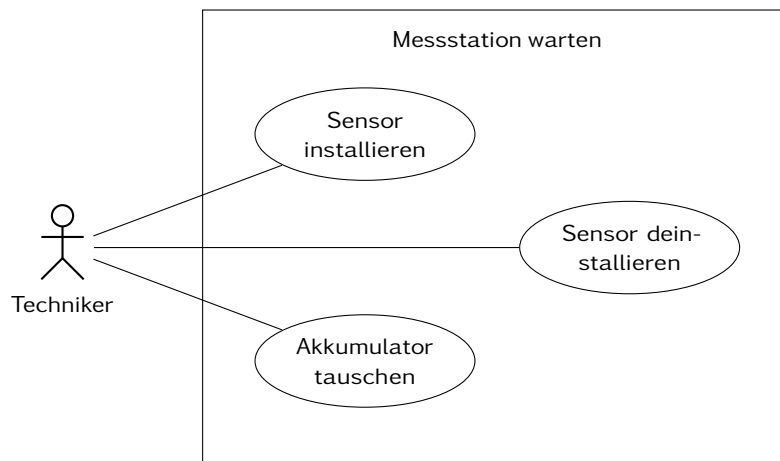 Messstation warten
Sensor
installieren
Sensor dein-
stallieren
Techniker
Akkumulator
tauschen